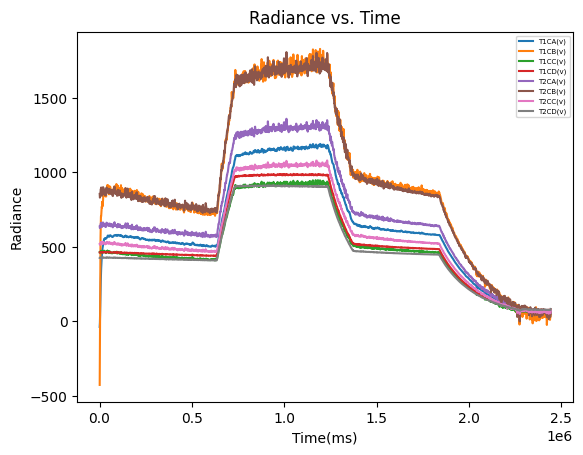 Radiance vs. Time
T1CA(v)
T1CB(v)
T1CC(v)
T1CD(v)
T2CA(v)
T2CB(v)
T2CC(v)
T2CD(v)
Radiance
1500
1000
500
0
−500
0.0 0.5 1.0 1.5 2.0 2.5
1e6
Time(ms)